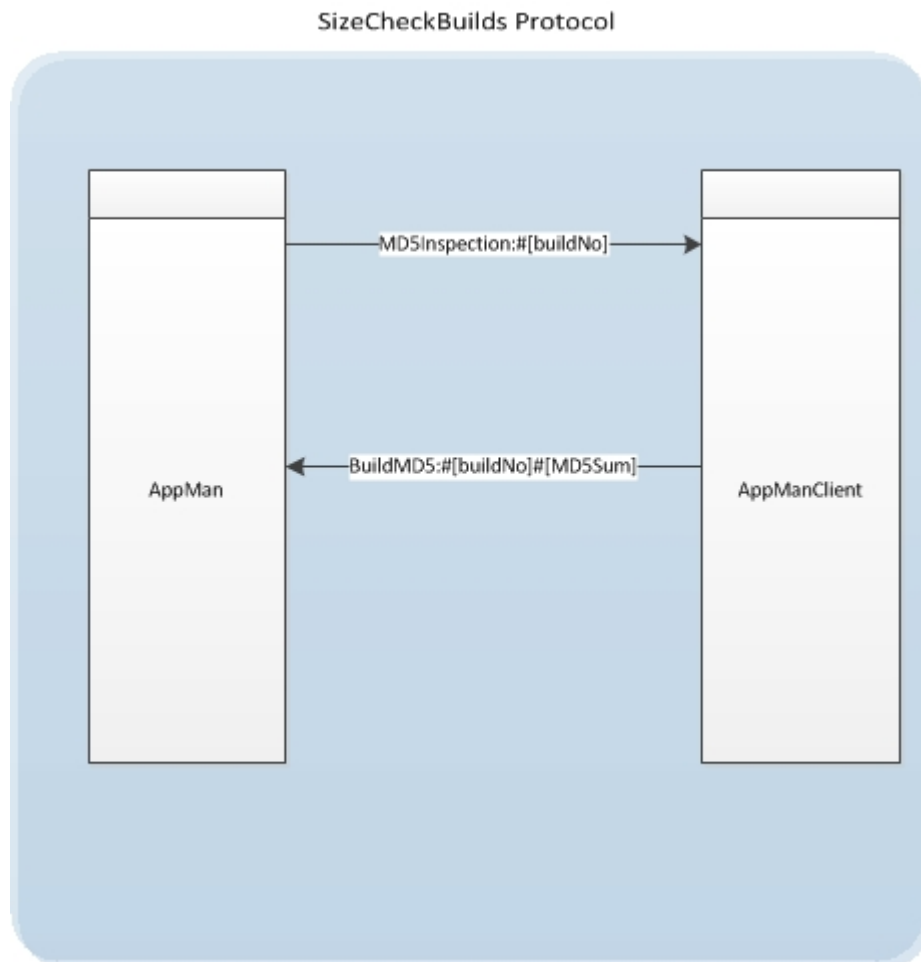 SizeCheckBuilds Protocol
MD5Inspection:#[buildNo]
BuildMD5:#[buildNo]#[MD5Sum]
AppMan
AppManClient